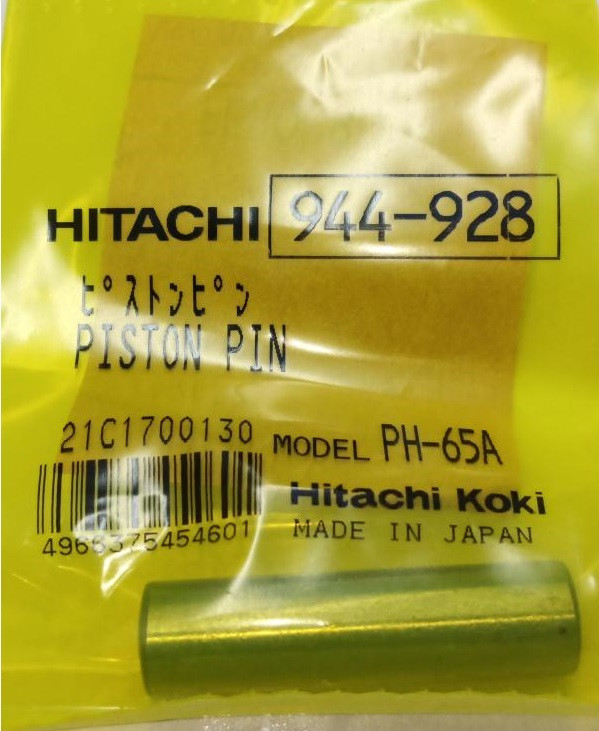 HITACHI 944-928
ﾋﾟｽﾄﾝﾋﾟﾝ
PISTON PIN
21C1700130 MODEL PH-65A
Hitachi Koki
4966375454601 MADE IN JAPAN